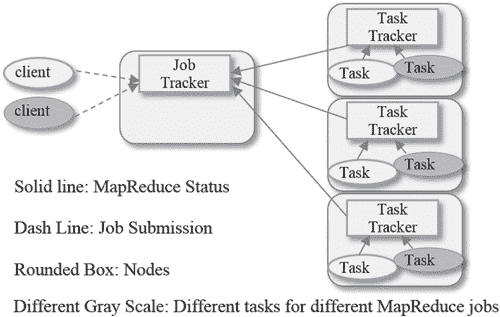 client
client
Job
Tracker
Task
Tracker
Task
Task
Task
Tracker
Task
Task
Task
Tracker
Task
Task
Solid line: MapReduce Status
Dash Line: Job Submission
Rounded Box: Nodes
Different Gray Scale: Different tasks for different MapReduce jobs